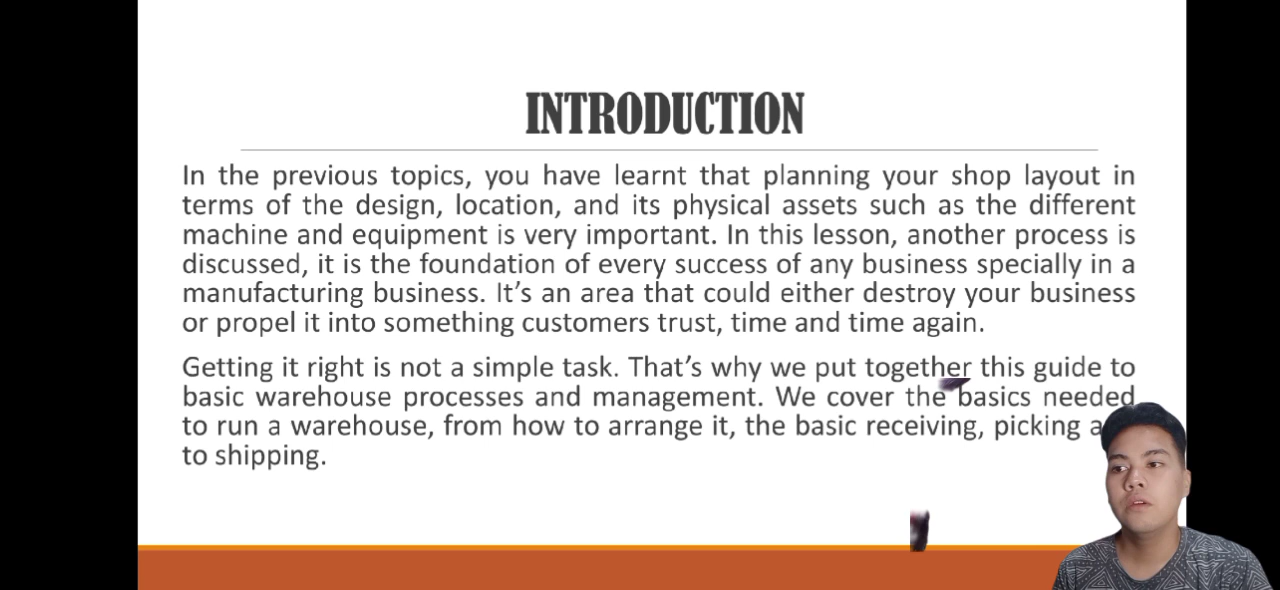 INTRODUCTION
In the previous topics, you have learnt that planning your shop layout in
terms of the design, location, and its physical assets such as the different
machine and equipment is very important. In this lesson, another process is
discussed, it is the foundation of every success of any business specially in a
manufacturing business. It’s an area that could either destroy your business
or propel it into something customers trust, time and time again.
Getting it right is not a simple task. That’s why we put together this guide to
basic warehouse processes and management. We cover the basics needed
to run a warehouse, from how to arrange it, the basic receiving, picking
to shipping.